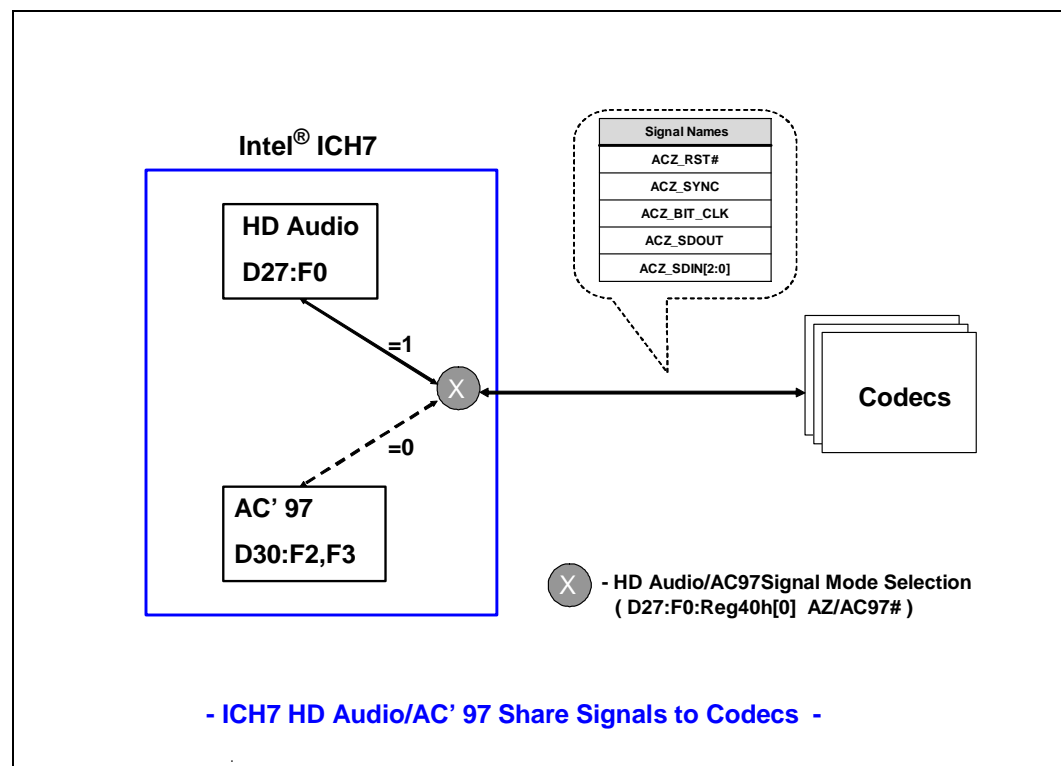 Intel® ICH7
HD Audio
D27:F0
=1
X
=0
AC’ 97
D30:F2,F3
Signal Names
ACZ_RST#
ACZ_SYNC
ACZ_BIT_CLK
ACZ_SDOUT
ACZ_SDIN[2:0]
Codecs
X - HD Audio/AC97Signal Mode Selection
( D27:F0:Reg40h[0] AZ/AC97# )
- ICH7 HD Audio/AC’ 97 Share Signals to Codecs -